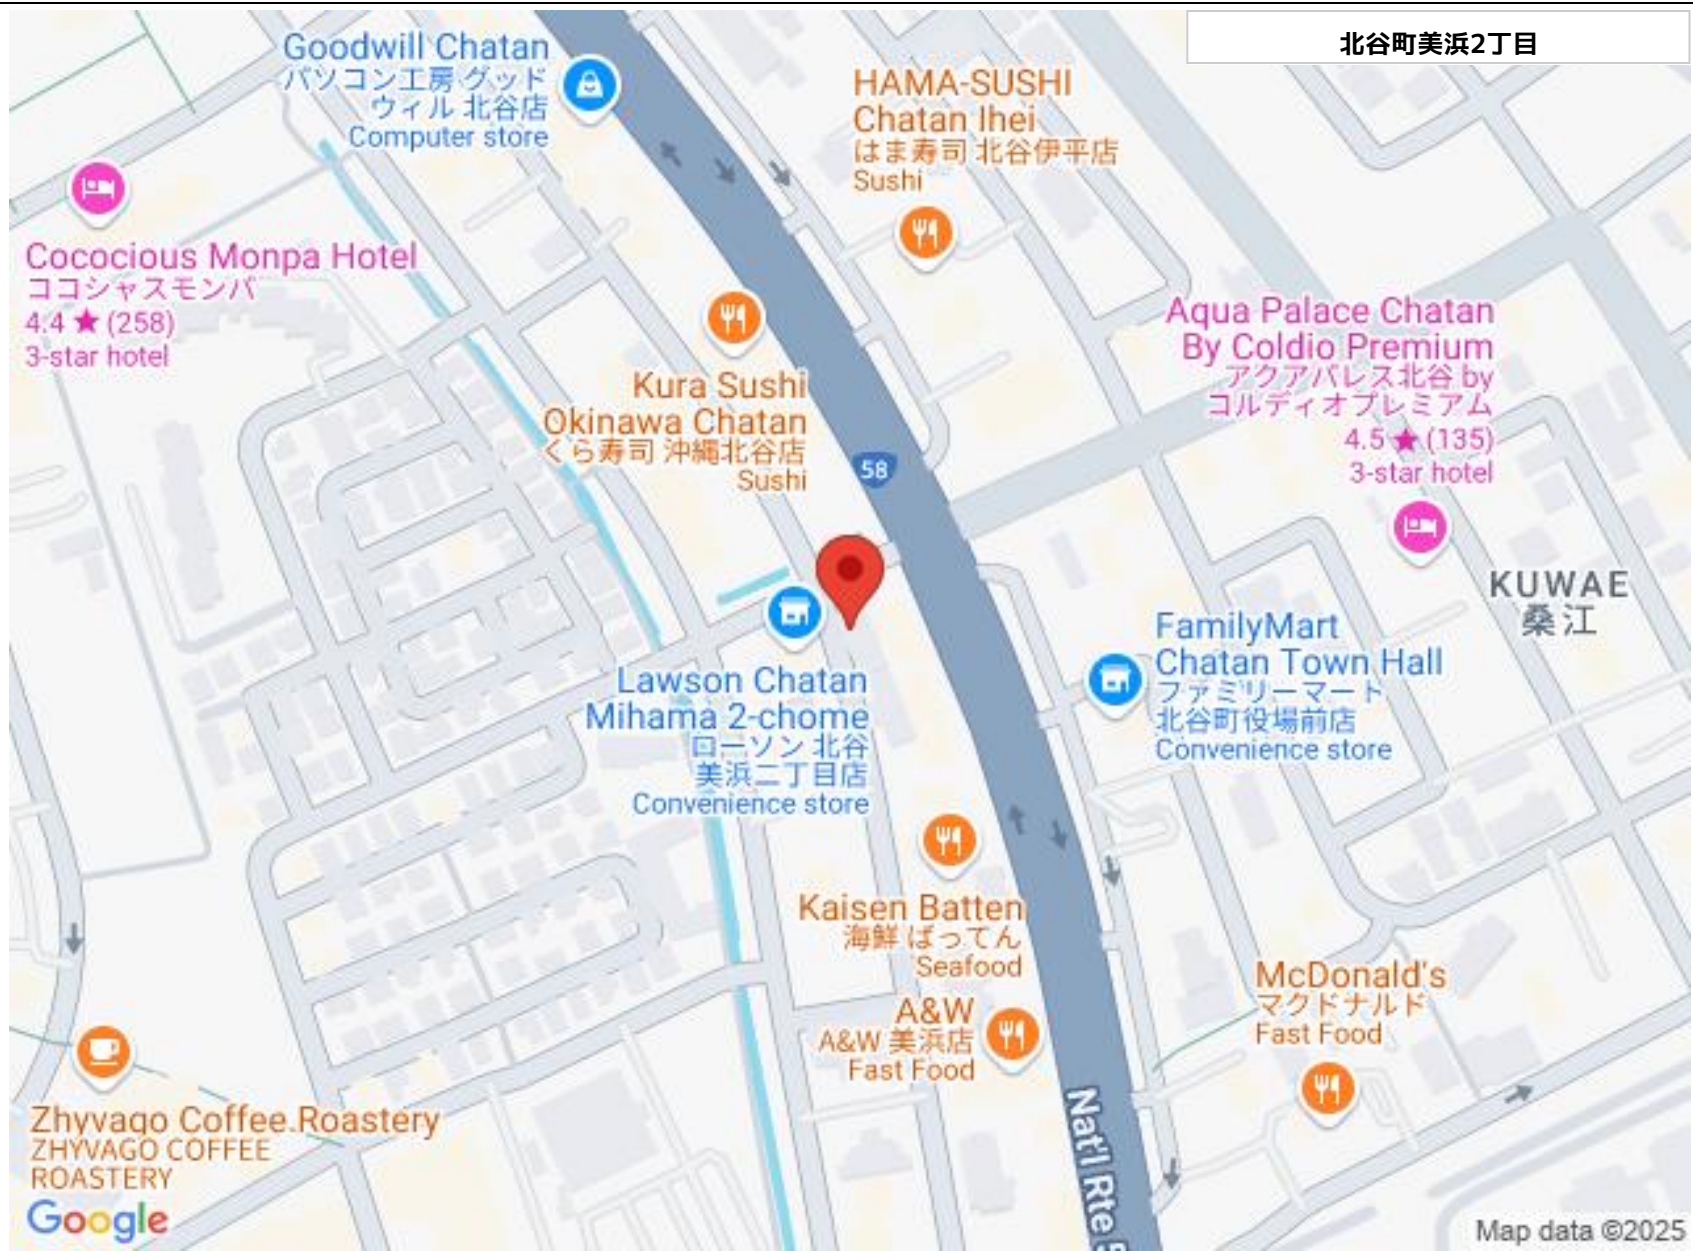 北谷町美浜2丁目
Goodwill Chatan
パソコン工房 グッド
ウィル 北谷店
Computer store
HAMA-SUSHI
Chatan Ihei
はま寿司 北谷伊平店
Sushi
Cococious Monpa Hotel
ココシャスモンパ
4.4 ★ (258)
3-star hotel
Aqua Palace Chatan
By Coldio Premium
アクアパレス北谷 by
コルディオプレミアム
4.5 ★ (135)
3-star hotel
Kura Sushi
Okinawa Chatan
くら寿司 沖縄北谷店
Sushi
58
KUWAE
桑江
FamilyMart
Chatan Town Hall
ファミリーマート
北谷町役場前店
Convenience store
Lawson Chatan
Mihama 2-chome
ローソン 北谷
美浜二丁目店
Convenience store
Kaisen Batten
海鮮 ばってん
Seafood
A&W
A&W 美浜店
Fast Food
McDonald's
マクドナルド
Fast Food
Zhyvago Coffee Roastery
ZHYVAGO COFFEE
ROASTERY
Nat'l Rte 5
Google
Map data ©2025